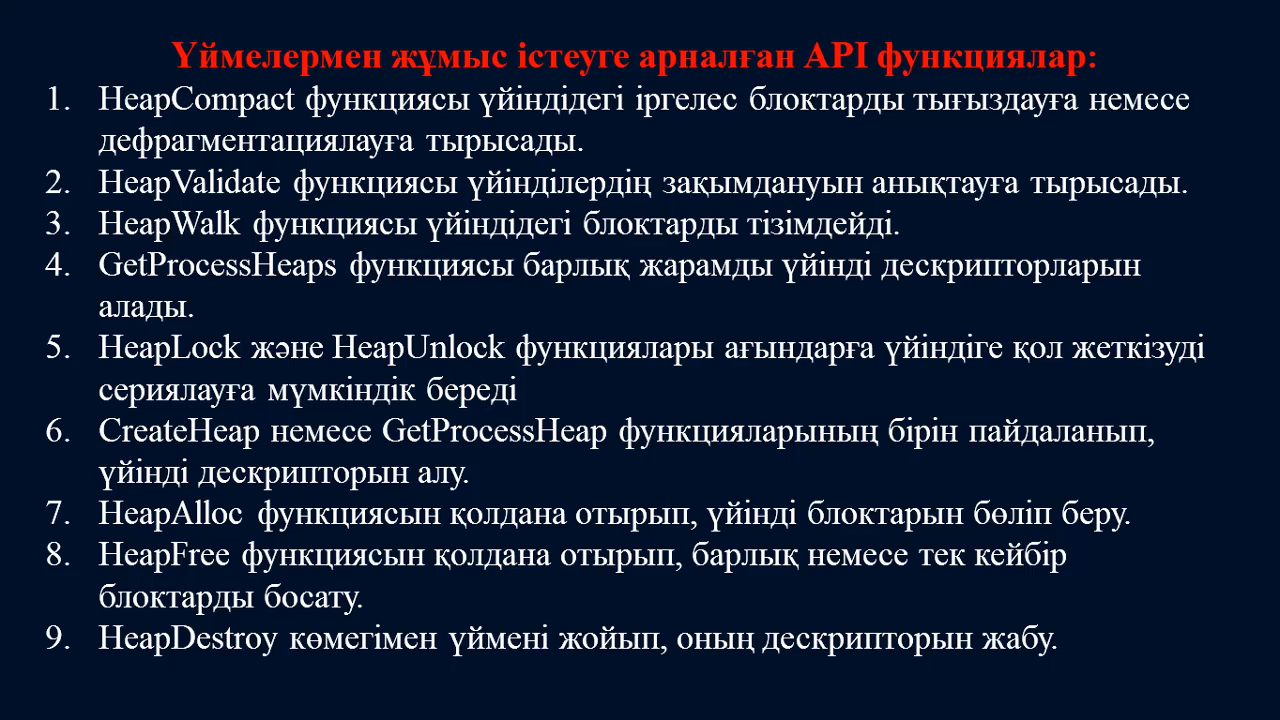 Үймелермен жұмыс істеуге арналған API функциялар:
1. HeapCompact функциясы үйіндідегі іргелес блоктарды тығыздауға немесе
дефрагментациялауға тырысады.
2. HeapValidate функциясы үйінділердің зақымдануын анықтауға тырысады.
3. HeapWalk функциясы үйіндідегі блоктарды тізімдейді.
4. GetProcessHeaps функциясы барлық жарамды үйінді дескрипторларын
алады.
5. HeapLock және HeapUnlock функциялары ағындарға үйіндіге қол жеткізуді
сериялауға мүмкіндік береді
6. CreateHeap немесе GetProcessHeap функцияларының бірін пайдаланып,
үйінді дескрипторын алу.
7. HeapAlloc функциясын қолдана отырып, үйінді блоктарын бөліп беру.
8. HeapFree функциясын қолдана отырып, барлық немесе тек кейбір
блоктарды босату.
9. HeapDestroy көмегімен үймені жойып, оның дескрипторын жабу.